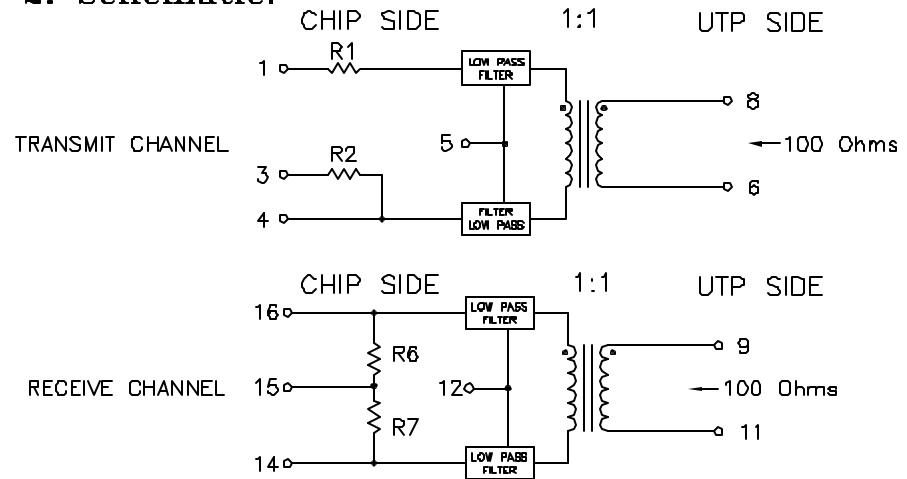 2. Schematic:
CHIP SIDE 1:1 UTP SIDE
R1
1
LOW PASS
FILTER
8
TRANSMIT CHANNEL
5
100 Ohms
R2
3
6
4
FILTER
LOW PASS
CHIP SIDE 1:1 UTP SIDE
16
LOW PASS
FILTER
R6
9
RECEIVE CHANNEL
15
12
100 Ohms
R7
11
14
LOW PASS
FILTER